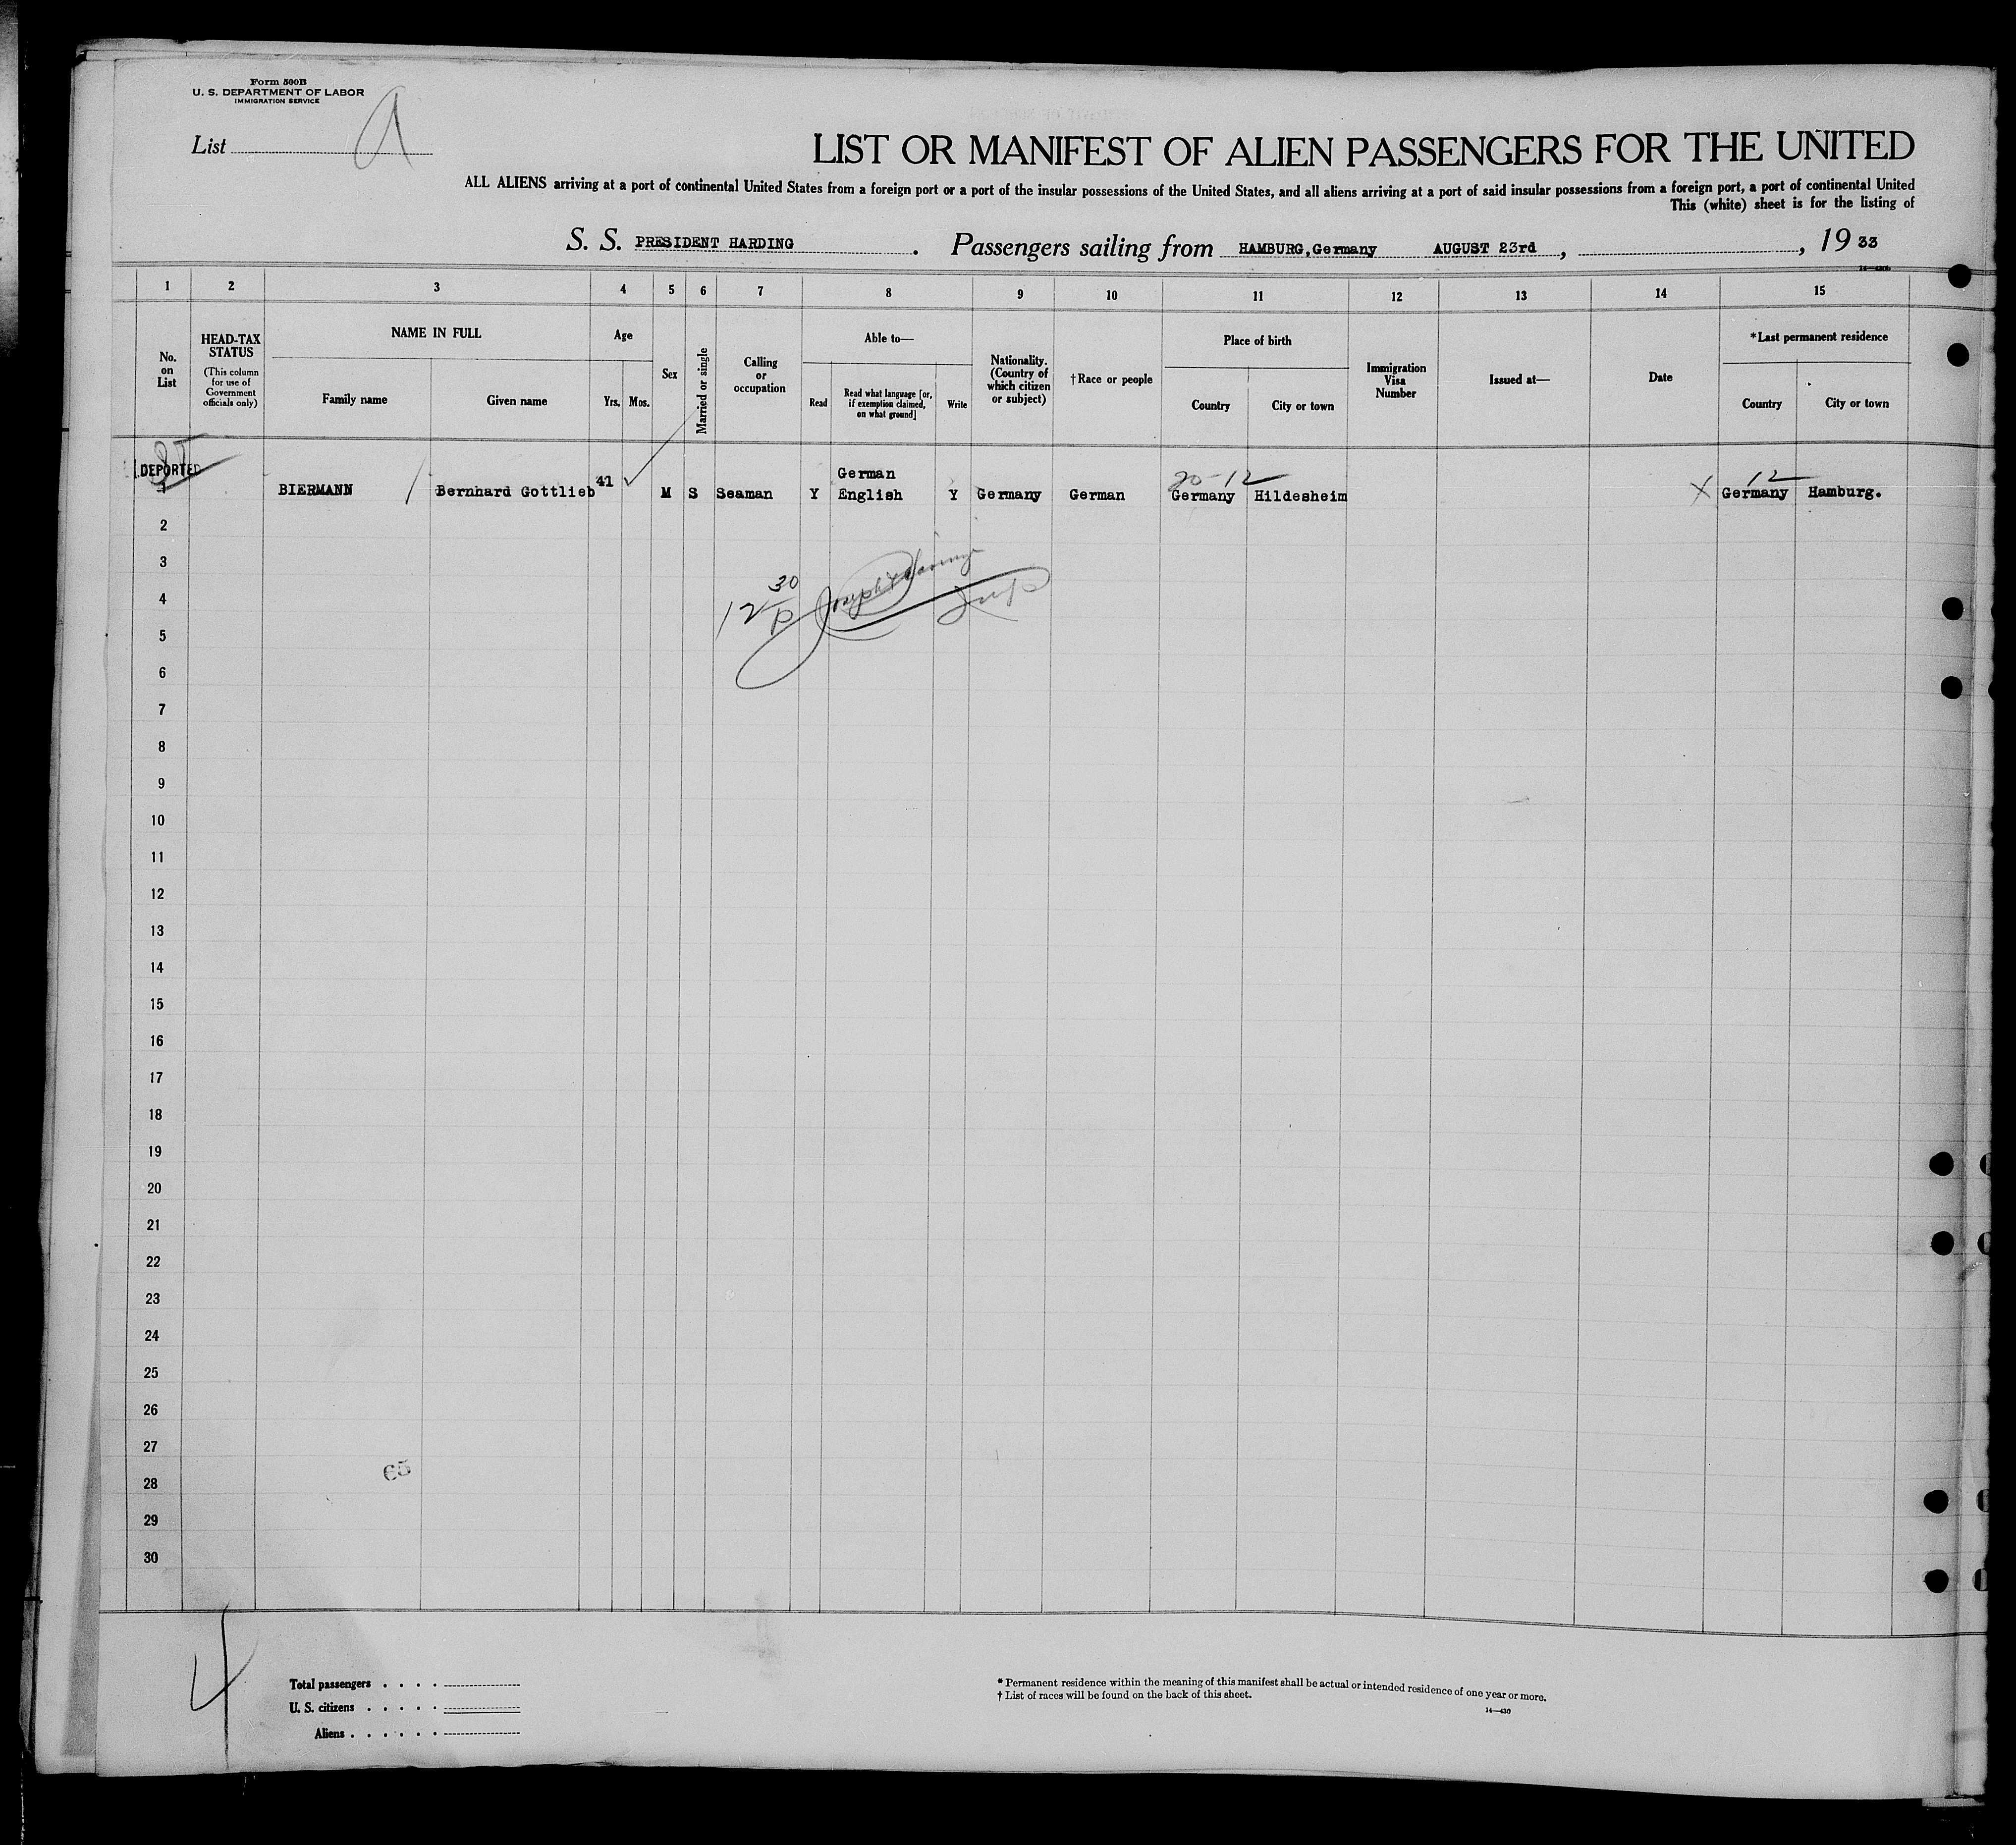 Form 500B
U. S. DEPARTMENT OF LABOR
IMMIGRATION SERVICE
List
LIST OR MANIFEST OF ALIEN PASSENGERS FOR THE UNITED
ALL ALIENS arriving at a port of continental United States from a foreign port or a port of the insular possessions of the United States, and all aliens arriving at a port of said insular possessions from a foreign port, a port of continental United
This (white) sheet is for the listing of
S. S. PRESIDENT HARDING . Passengers sailing from HAMBURG,Germany AUGUST 23rd , , 19 33
1 2 3 4 5 6 7 8 9 10 11 12 13 14 15
No. on List
HEAD-TAX STATUS (This column for use of Government officials only)
NAME IN FULL
Family name Given name
Age
Yrs. Mos.
Sex
Married or single
Calling or occupation
Able to—
Read
Read what language [or, if exemption claimed, on what ground]
Write
Nationality. (Country of which citizen or subject)
†Race or people
Place of birth
Country City or town
Immigration Visa Number
Issued at—
Date
*Last permanent residence
Country City or town
DEPORTED
20-12 12
1 BIERMANN Bernhard Gottlieb 41 M S Seaman Y German English Y Germany German Germany Hildesheim X Germany Hamburg.
2
3
4
12 30 P
5
6
7
8
9
10
11
12
13
14
15
16
17
18
19
20
21
22
23
24
25
26
27
65
28
29
30
4
Total passengers . . . .
U. S. citizens . . . . .
Aliens . . . . . .
* Permanent residence within the meaning of this manifest shall be actual or intended residence of one year or more.
† List of races will be found on the back of this sheet.
14—430